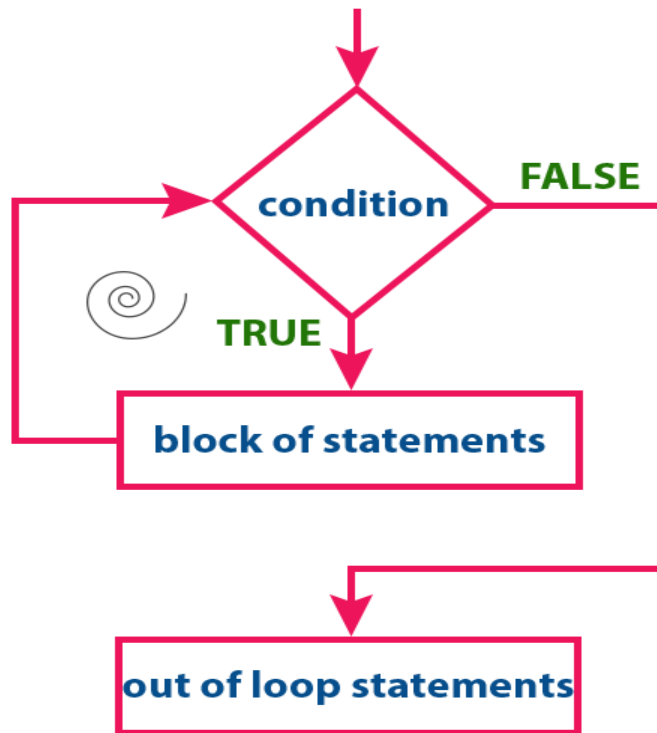 condition
FALSE
TRUE
block of statements
out of loop statements